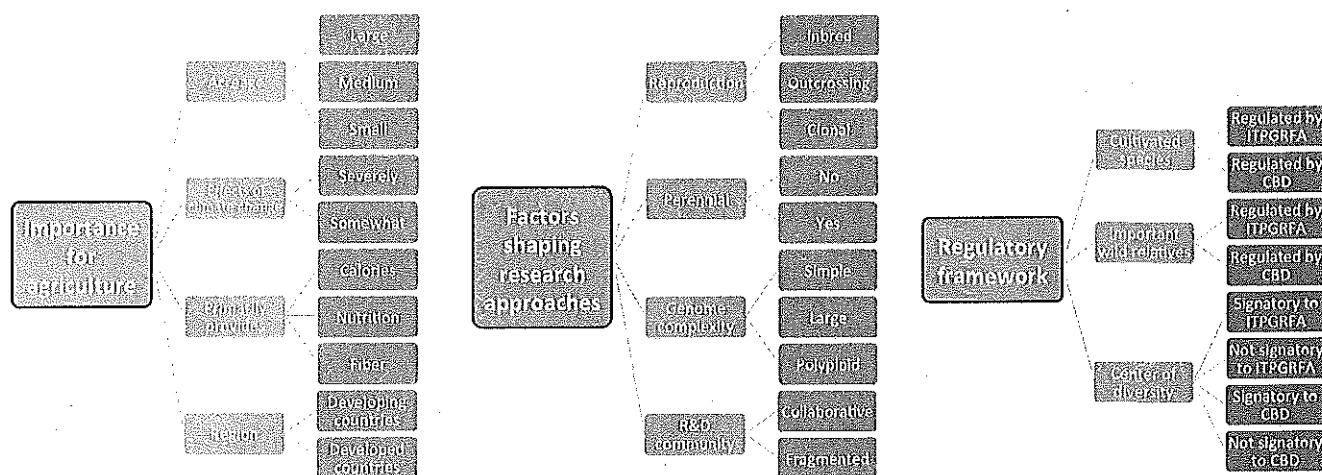 Importance
for
agriculture
Acreage
Large
Medium
Small
Effects of
climate change
Severely
Somewhat
Primarily
provides
Calories
Nutrition
Fiber
Region
Developing
countries
Developed
countries
Factors
shaping
research
approaches
Reproduction
Inbred
Outcrossing
Clonal
Perennial
No
Yes
Genome
complexity
Simple
Large
Polyploid
R&D
community
Collaborative
Fragmented
Regulatory
framework
Cultivated
species
Regulated by
ITPGRFA
Regulated by
CBD
Important
wild relatives
Regulated by
ITPGRFA
Regulated by
CBD
Center of
diversity
Signatory to
ITPGRFA
Not signatory
to ITPGRFA
Signatory to
CBD
Not signatory
to CBD